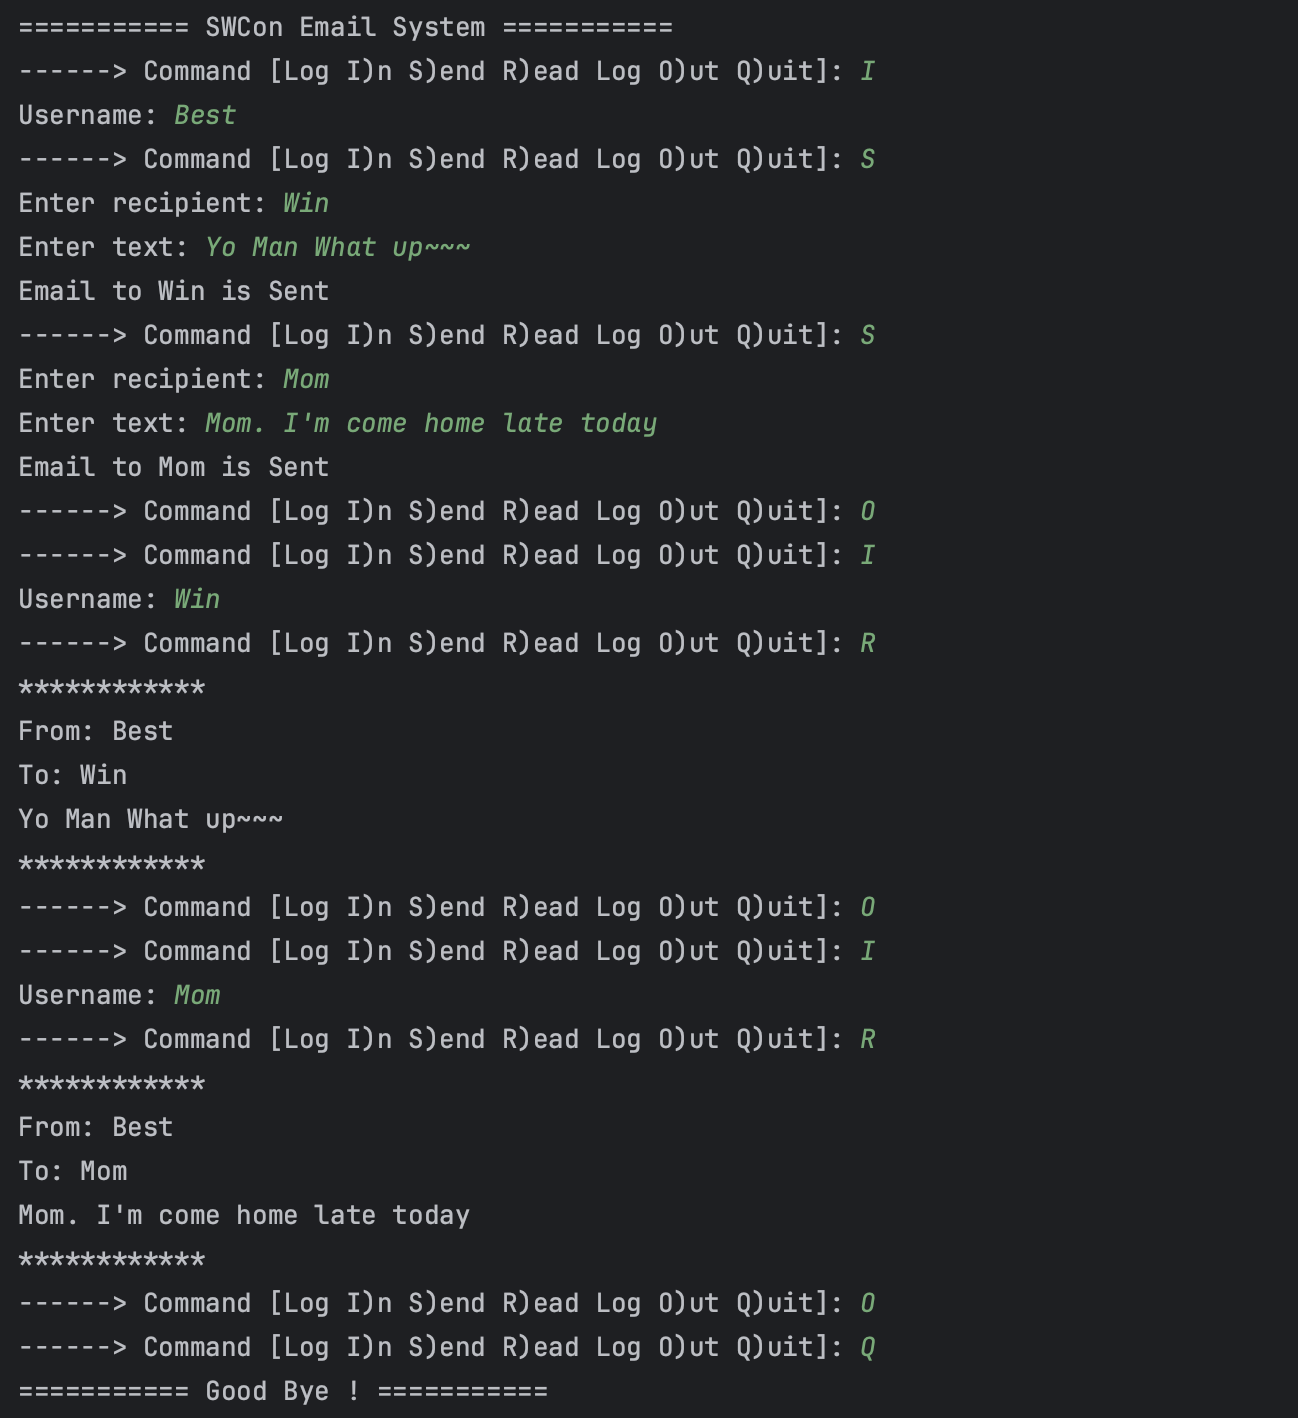 =========== SWCon Email System ===========
------> Command [Log I)n S)end R)ead Log O)ut Q)uit]: I
Username: Best
------> Command [Log I)n S)end R)ead Log O)ut Q)uit]: S
Enter recipient: Win
Enter text: Yo Man What up~~~
Email to Win is Sent
------> Command [Log I)n S)end R)ead Log O)ut Q)uit]: S
Enter recipient: Mom
Enter text: Mom. I'm come home late today
Email to Mom is Sent
------> Command [Log I)n S)end R)ead Log O)ut Q)uit]: O
------> Command [Log I)n S)end R)ead Log O)ut Q)uit]: I
Username: Win
------> Command [Log I)n S)end R)ead Log O)ut Q)uit]: R
************
From: Best
To: Win
Yo Man What up~~~
************
------> Command [Log I)n S)end R)ead Log O)ut Q)uit]: O
------> Command [Log I)n S)end R)ead Log O)ut Q)uit]: I
Username: Mom
------> Command [Log I)n S)end R)ead Log O)ut Q)uit]: R
************
From: Best
To: Mom
Mom. I'm come home late today
************
------> Command [Log I)n S)end R)ead Log O)ut Q)uit]: O
------> Command [Log I)n S)end R)ead Log O)ut Q)uit]: Q
=========== Good Bye ! ===========